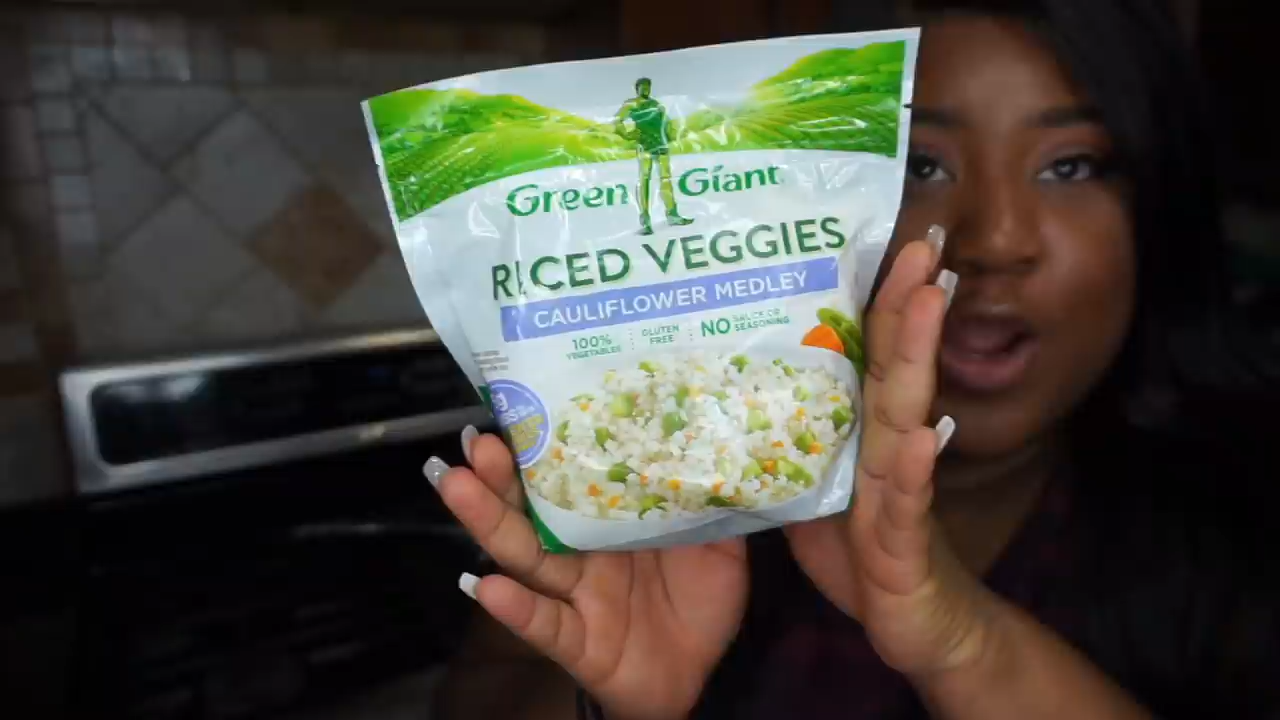 Green Giant
RICED VEGGIES
CAULIFLOWER MEDLEY
100% VEGETABLES
GLUTEN FREE
NO SAUCE OR SEASONING